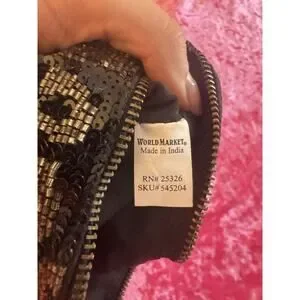 WORLD MARKET®
Made in India
RN# 25326
SKU# 545204